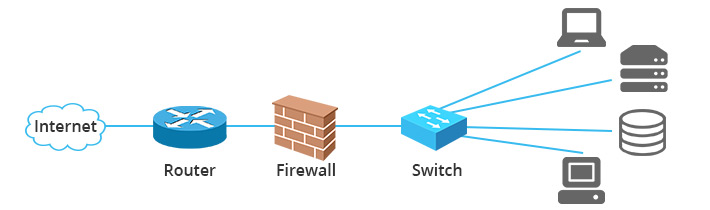 Internet
Router
Firewall
Switch